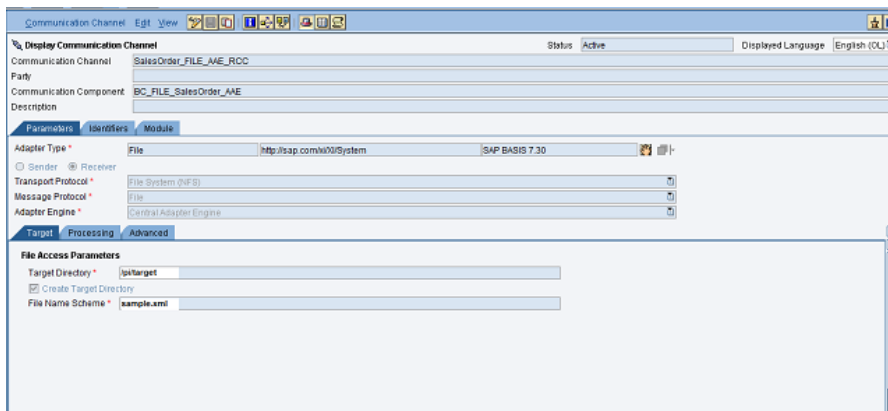 Communication Channel Edit View
Display Communication Channel Status Active Displayed Language English (OL)
Communication Channel SalesOrder_FILE_AAE_RCC
Party
Communication Component BC_FILE_SalesOrder_AAE
Description
Parameters Identifiers Module
Adapter Type * File http://sap.com/xi/XI/System SAP BASIS 7.30
Sender Receiver
Transport Protocol * File System (NFS)
Message Protocol * File
Adapter Engine * Central Adapter Engine
Target Processing Advanced
File Access Parameters
Target Directory * /pi/target
Create Target Directory
File Name Scheme * sample.xml